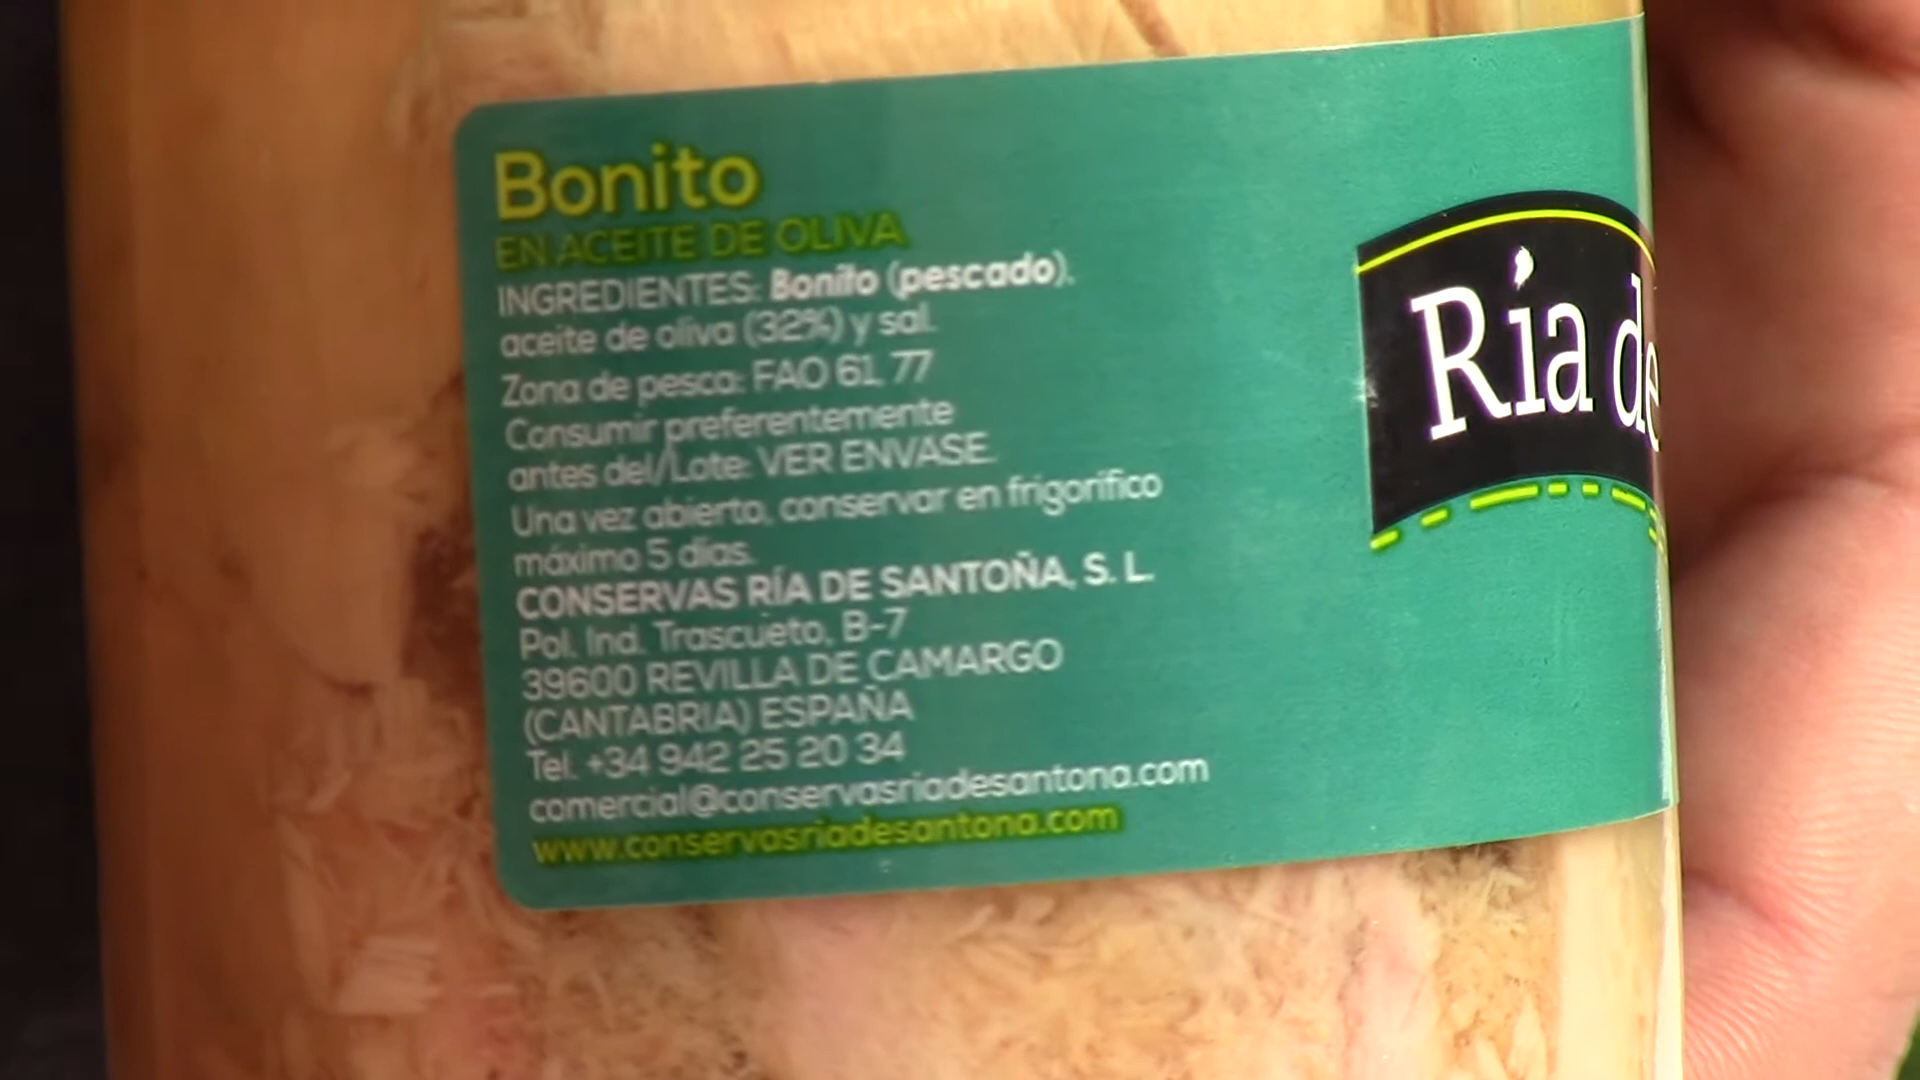 Bonito
EN ACEITE DE OLIVA
INGREDIENTES: Bonito (pescado),
aceite de oliva (32%) y sal.
Zona de pesca: FAO 61, 77
Consumir preferentemente
antes del/Lote: VER ENVASE.
Una vez abierto, conservar en frigorífico
máximo 5 días.
CONSERVAS RÍA DE SANTOÑA, S. L.
Pol. Ind. Trascueto, B-7
39600 REVILLA DE CAMARGO
(CANTABRIA) ESPAÑA
Tel. +34 942 25 20 34
comercial@conservasriadesantona.com
www.conservasriadesantona.com
Ría de